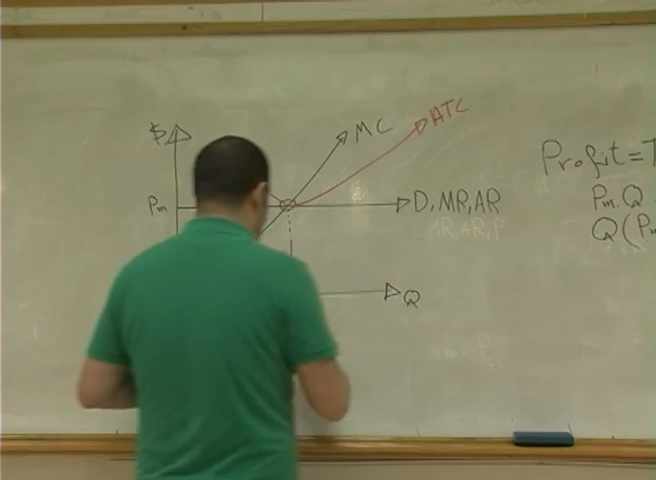 $
MC
ATC
Pm
D, MR, AR
MR, AR, P
Q
Profit=T
Pm.Q
Q(Pm